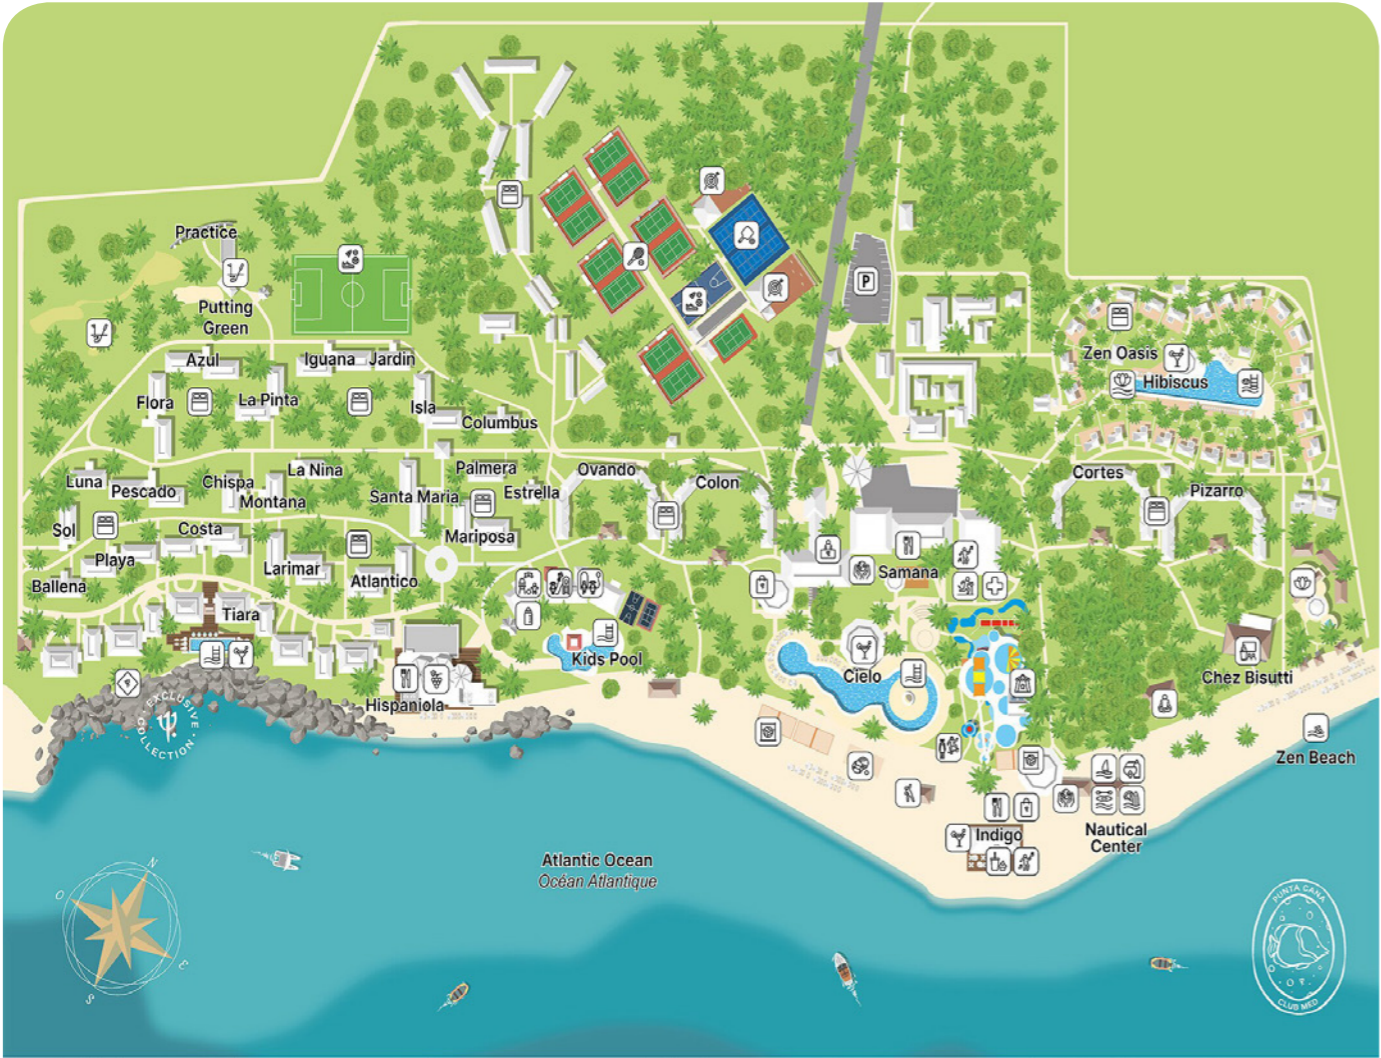 Practice
Putting
Green
P
Azul
Iguana
Jardin
Zen Oasis
Hibiscus
Flora
La Pinta
Isla
Columbus
Luna
Pescado
Chispa
La Nina
Montana
Santa Maria
Palmera
Estrella
Ovando
Colon
Cortes
Pizarro
Sol
Costa
Mariposa
Playa
Larimar
Atlantico
Ballena
Samana
Tiara
Kids Pool
Cielo
Chez Bisutti
Hispaniola
EXCLUSIVE
COLLECTION
Zen Beach
Indigo
Nautical
Center
Atlantic Ocean
Océan Atlantique
N
O
E
S
PUNTA CANA
CLUB MED